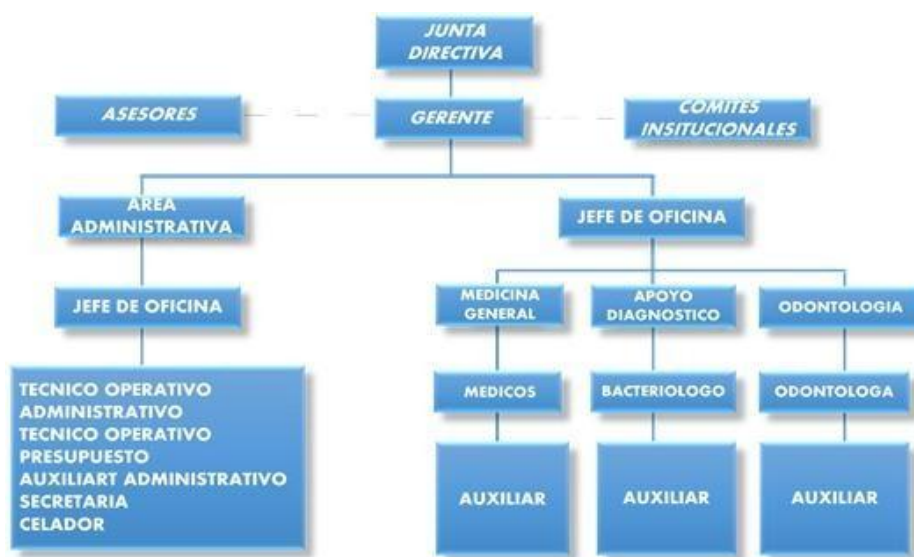 JUNTA
DIRECTIVA
ASESORES
GERENTE
COMITES
INSITUCIONALES
AREA
ADMINISTRATIVA
JEFE DE OFICINA
JEFE DE OFICINA
MEDICINA
GENERAL
APOYO
DIAGNOSTICO
ODONTOLOGIA
TECNICO OPERATIVO
ADMINISTRATIVO
TECNICO OPERATIVO
PRESUPUESTO
AUXILIART ADMINISTRATIVO
SECRETARIA
CELADOR
MEDICOS
BACTERIOLOGO
ODONTOLOGA
AUXILIAR
AUXILIAR
AUXILIAR